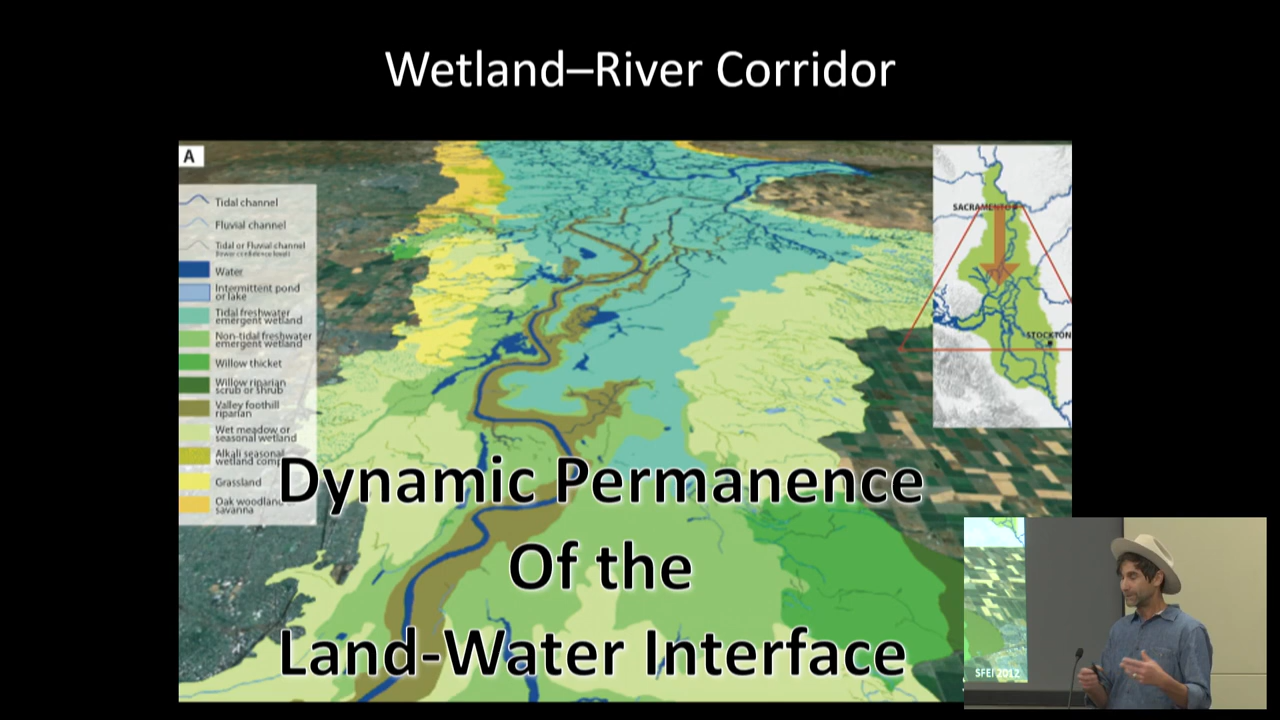 Wetland–River Corridor
A
Tidal channel
Fluvial channel
Tidal or Fluvial channel
Water
Intermittent pond
or lake
Tidal freshwater
emergent wetland
Non-tidal freshwater
emergent wetland
Willow thicket
Willow riparian
scrub or shrub
Valley foothill
riparian
Wet meadow or
seasonal wetland
Alkali seasonal
wetland comp
Grassland
Oak woodland or
savanna
SACRAMENTO
STOCKTON
Dynamic Permanence
Of the
Land-Water Interface
SFEI 2012